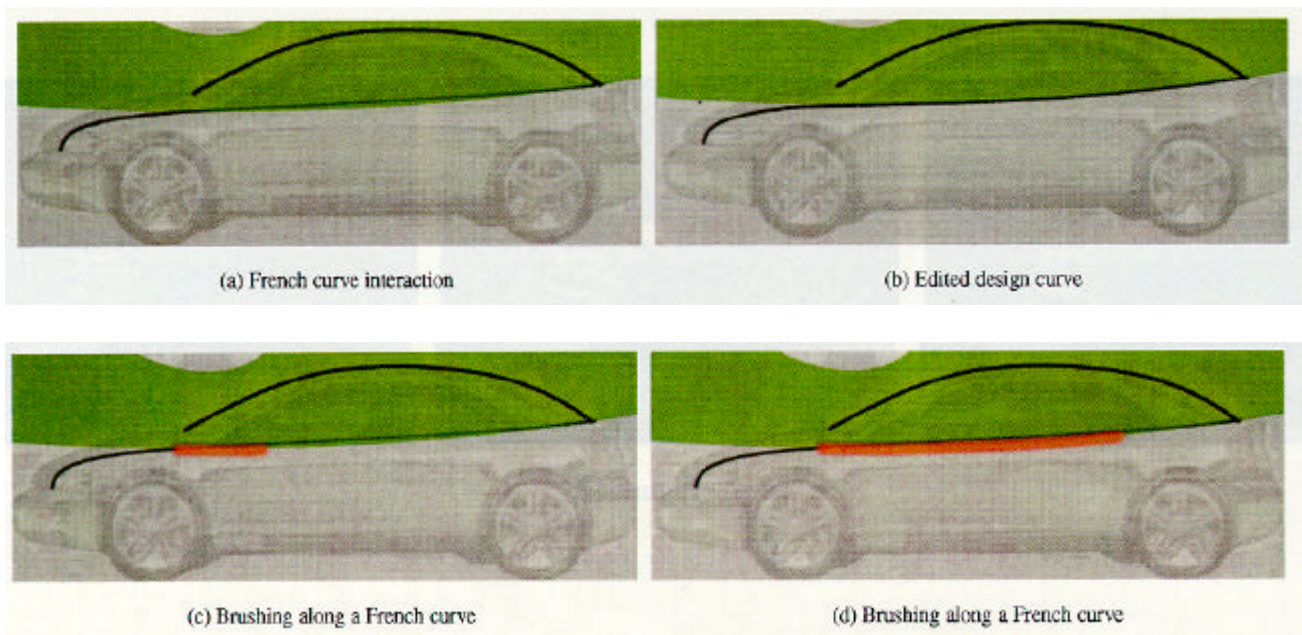 (a) French curve interaction
(b) Edited design curve
(c) Brushing along a French curve
(d) Brushing along a French curve